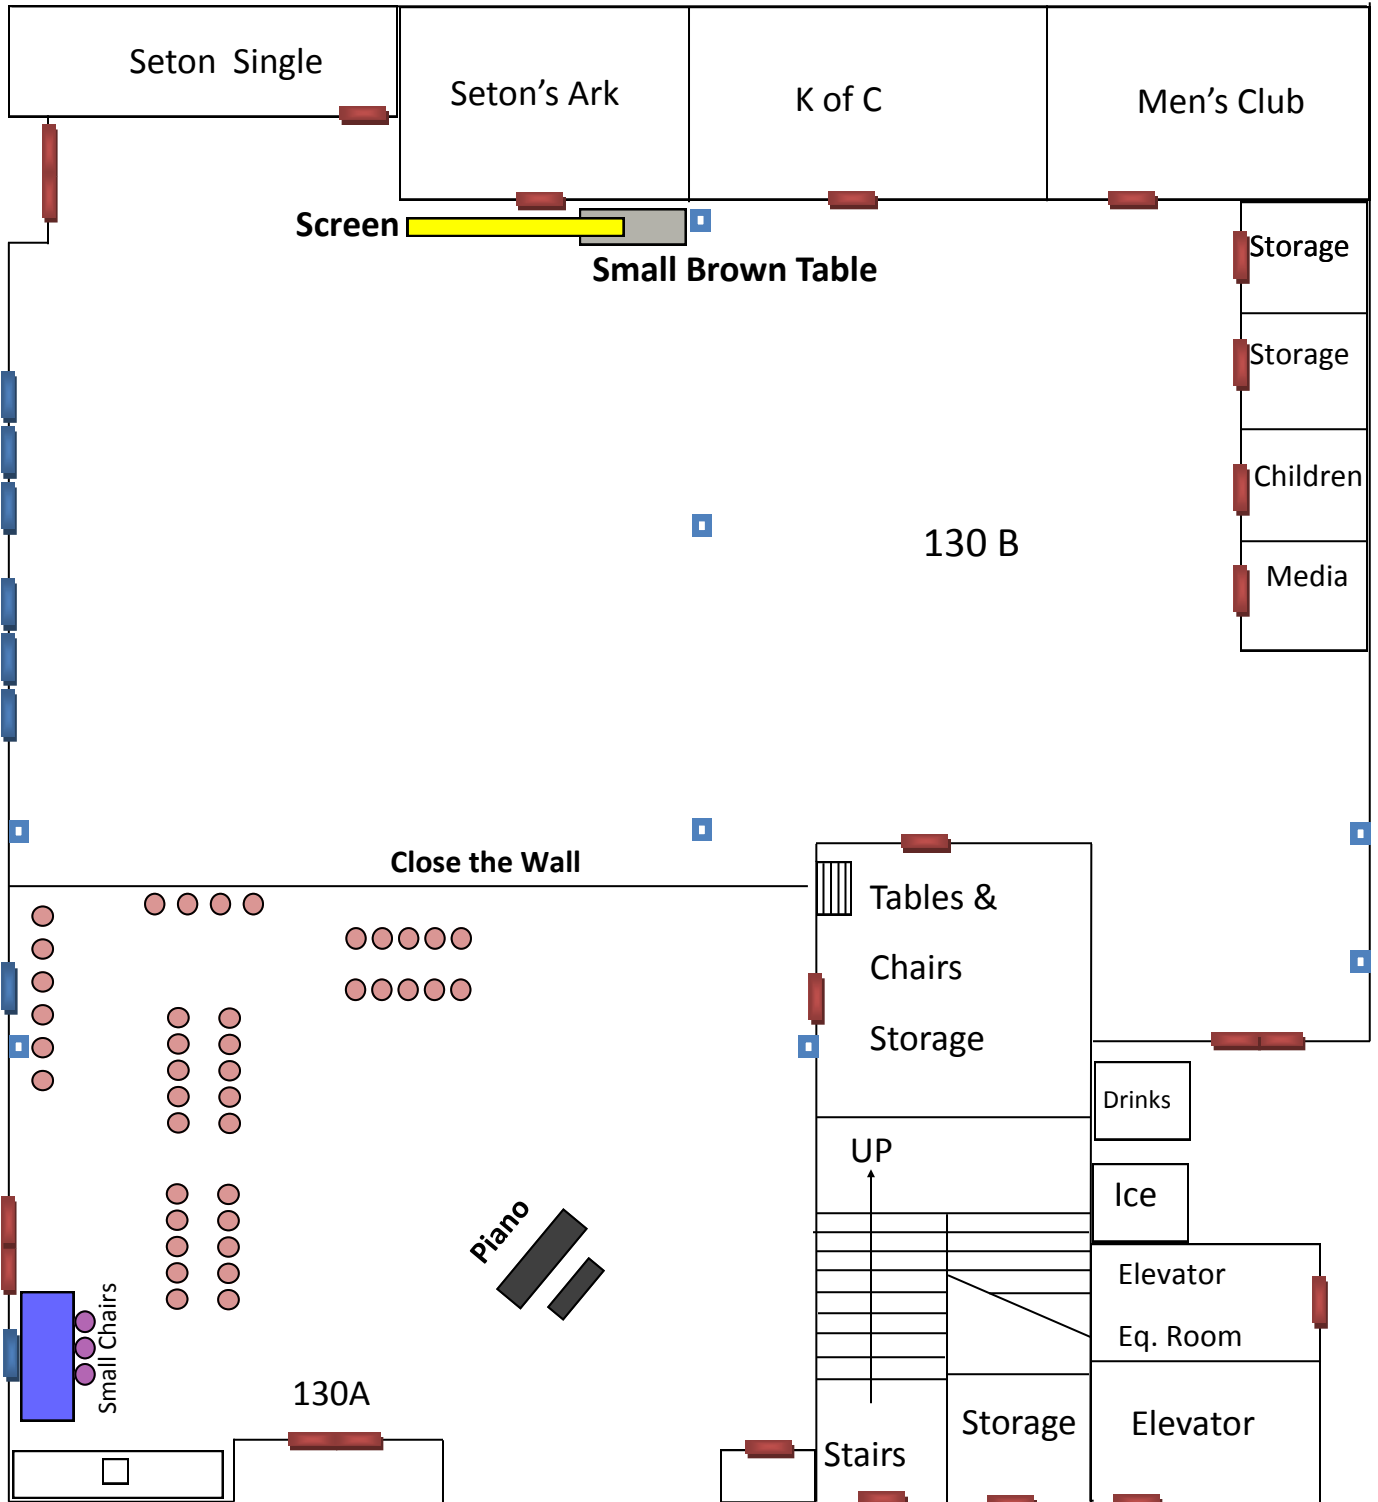 Seton  Single
Seton's Ark
K of C
Men's Club
Screen
Small Brown Table
Storage
Storage
Children
Media
130 B
Close the Wall
Tables &
Chairs
Storage
Drinks
UP
Ice
Piano
Elevator
Eq. Room
Small Chairs
130A
Stairs
Storage
Elevator